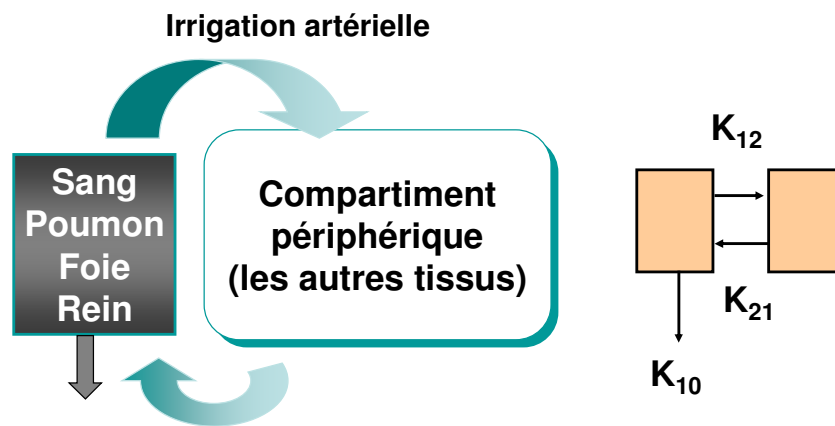 Irrigation artérielle
Sang
Poumon
Foie
Rein
Compartiment
périphérique
(les autres tissus)
K12
K21
K10